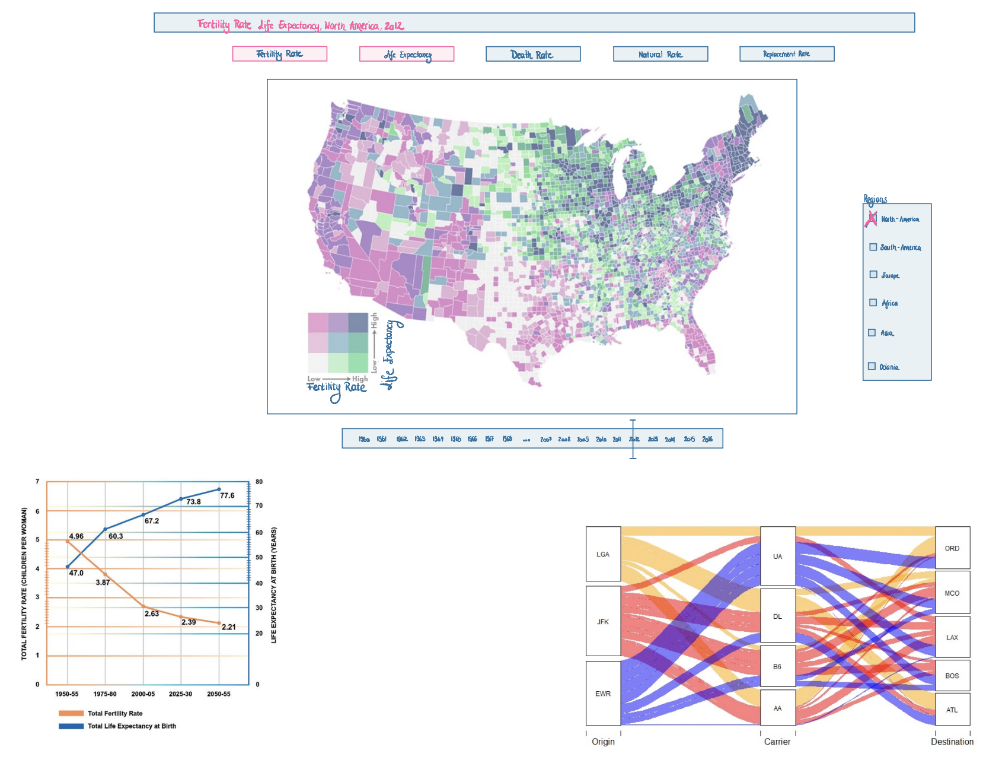 Fertility Rate Life Expectancy, North America, 2012
Fertility Rate
Life Expectancy
Death Rate
Natural Rate
Replacement Rate
High
Low
Life Expectancy
Low
High
Fertility Rate
Regions
North-America
South-America
Europe
Africa
Asia
Ociania
1960 1961 1962 1963 1964 1965 1966 1967 1968 ... 2007 2008 2009 2010 2011 2012 2013 2014 2015 2016
TOTAL FERTILITY RATE (CHILDREN PER WOMAN)
7
6
5
4
3
2
1
0
80
70
60
50
40
30
20
0
LIFE EXPECTANCY AT BIRTH (YEARS)
77.6
73.8
67.2
60.3
47.0
4.96
3.87
2.63
2.39
2.21
1950-55 1975-80 2000-05 2025-30 2050-55
Total Fertility Rate
Total Life Expectancy at Birth
LGA
JFK
EWR
UA
DL
B6
AA
ORD
MCO
LAX
BOS
ATL
Origin Carrier Destination